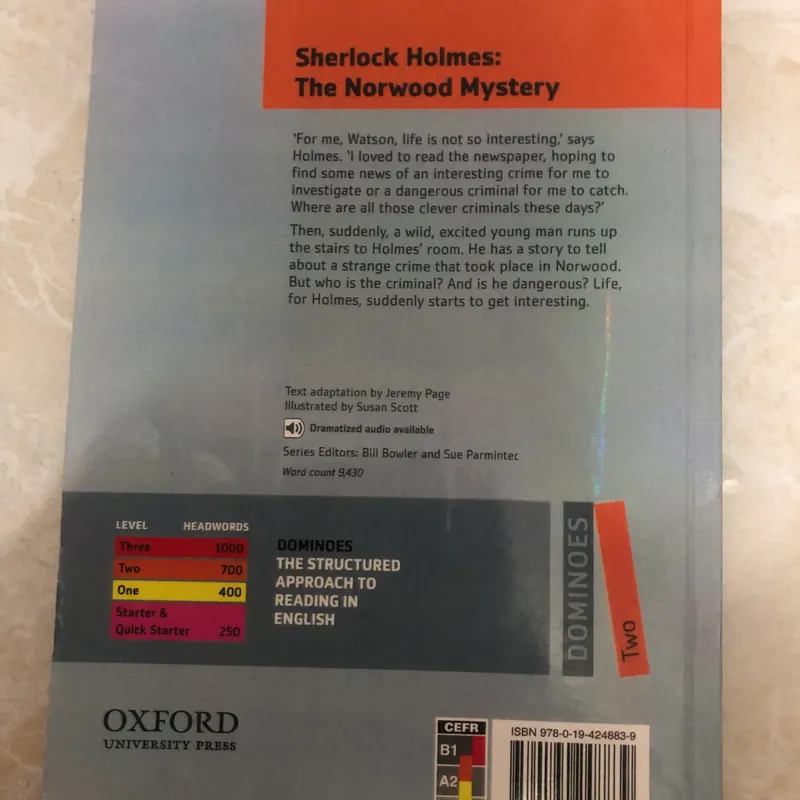 Sherlock Holmes:
The Norwood Mystery
‘For me, Watson, life is not so interesting,’ says
Holmes. ‘I loved to read the newspaper, hoping to
find some news of an interesting crime for me to
investigate or a dangerous criminal for me to catch.
Where are all those clever criminals these days?’
Then, suddenly, a wild, excited young man runs up
the stairs to Holmes’ room. He has a story to tell
about a strange crime that took place in Norwood.
But who is the criminal? And is he dangerous? Life,
for Holmes, suddenly starts to get interesting.
Text adaptation by Jeremy Page
Illustrated by Susan Scott
Dramatized audio available
Series Editors: Bill Bowler and Sue Parminter
Word count 9,430
LEVEL HEADWORDS
Three 1000
Two 700
One 400
Starter &
Quick Starter 250
DOMINOES
THE STRUCTURED
APPROACH TO
READING IN
ENGLISH
DOMINOES
Two
OXFORD
UNIVERSITY PRESS
CEFR
B1
A2
ISBN 978-0-19-424883-9